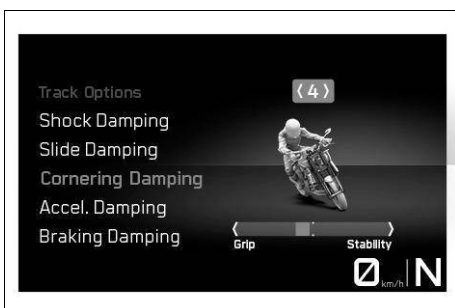 Track Options
⟨4⟩
Shock Damping
Slide Damping
Cornering Damping
Accel. Damping
Braking Damping
Grip
Stability
0 km/h N